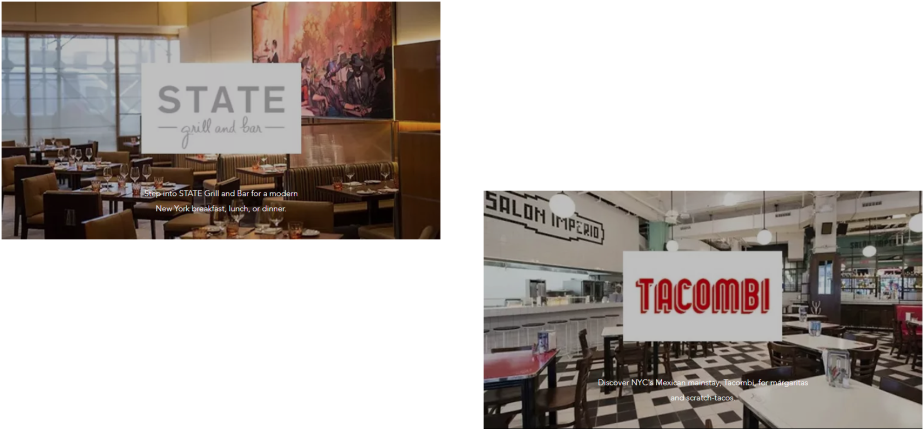 STATE
grill and bar
Step into STATE Grill and Bar for a modern
New York breakfast, lunch, or dinner.
SALON IMPERIO
TACOMBI
Discover NYC's Mexican mainstay, Tacombi, for margaritas
and scratch-tacos.